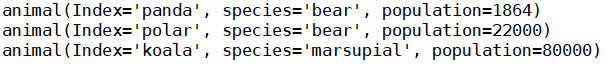 animal(Index='panda', species='bear', population=1864)
animal(Index='polar', species='bear', population=22000)
animal(Index='koala', species='marsupial', population=80000)